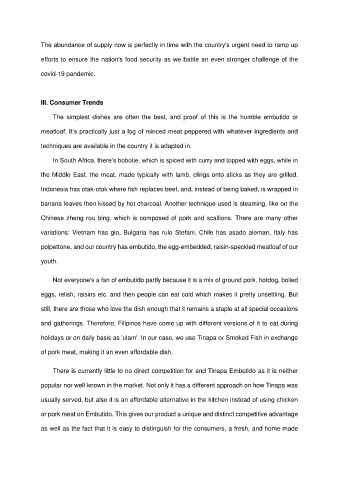 The abundance of supply now is perfectly in time with the country's urgent need to ramp up
efforts to ensure the nation's food security as we battle an even stronger challenge of the
covid-19 pandemic.
III. Consumer Trends
The simplest dishes are often the best, and proof of this is the humble embutido or
meatloaf. It's practically just a log of minced meat peppered with whatever ingredients and
techniques are available in the country it is adapted in.
In South Africa, there's bobotie, which is spiced with curry and topped with eggs, while in
the Middle East, the meat, made typically with lamb, clings onto sticks as they are grilled.
Indonesia has otak-otak where fish replaces beef, and, instead of being baked, is wrapped in
banana leaves then kissed by hot charcoal. Another technique used is steaming, like on the
Chinese zheng rou bing, which is composed of pork and scallions. There are many other
variations: Vietnam has gio, Bulgaria has rulo Stefani, Chile has asado aleman, Italy has
polpettone, and our country has embutido, the egg-embedded, raisin-speckled meatloaf of our
youth.
Not everyone's a fan of embutido partly because it is a mix of ground pork, hotdog, boiled
eggs, relish, raisins etc. and then people can eat cold which makes it pretty unsettling. But
still, there are those who love the dish enough that it remains a staple at all special occasions
and gatherings. Therefore, Filipinos have come up with different versions of it to eat during
holidays or on daily basis as 'ulam'. In our case, we use Tinapa or Smoked Fish in exchange
of pork meat, making it an even affordable dish.
There is currently little to no direct competition for and Tinapa Embutido as it is neither
popular nor well-known in the market. Not only it has a different approach on how Tinapa was
usually served, but also it is an affordable alternative in the kitchen instead of using chicken
or pork meat on Embutido. This gives our product a unique and distinct competitive advantage
as well as the fact that it is easy to distinguish for the consumers, a fresh, and home-made